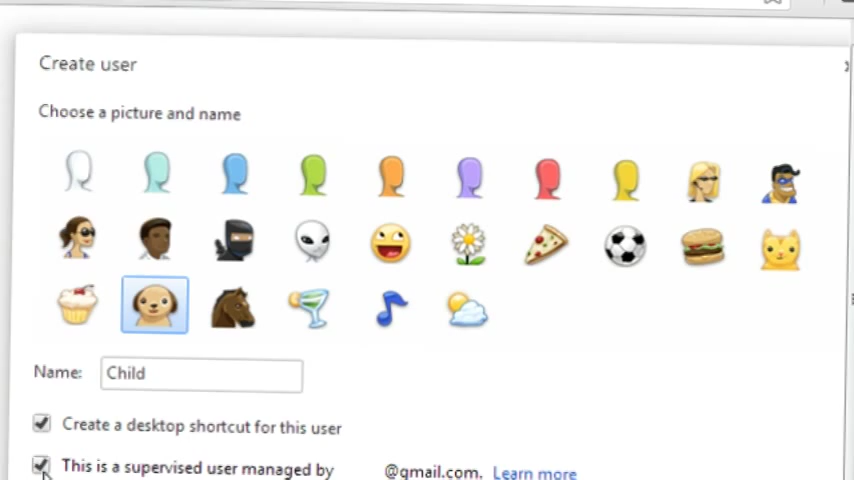 Create user
Choose a picture and name
Name: Child
Create a desktop shortcut for this user
This is a supervised user managed by @gmail.com. Learn more